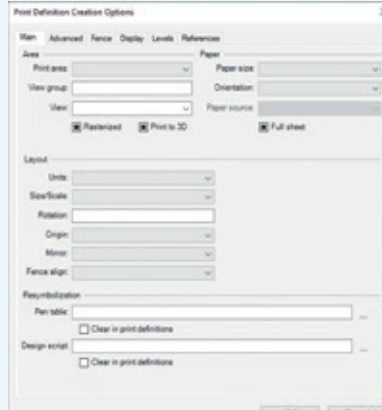 Print Definition Creation Options
Main Advanced Fence Display Levels References
Area Paper
Print area: Paper size:
View group: Orientation:
View: Paper source:
Rasterized Print to 3D Full sheet
Layout
Units:
Size/Scale:
Rotation:
Origin:
Mirror:
Fence align:
Resymbolization
Pen table: ...
Clear in print definitions
Design script: ...
Clear in print definitions